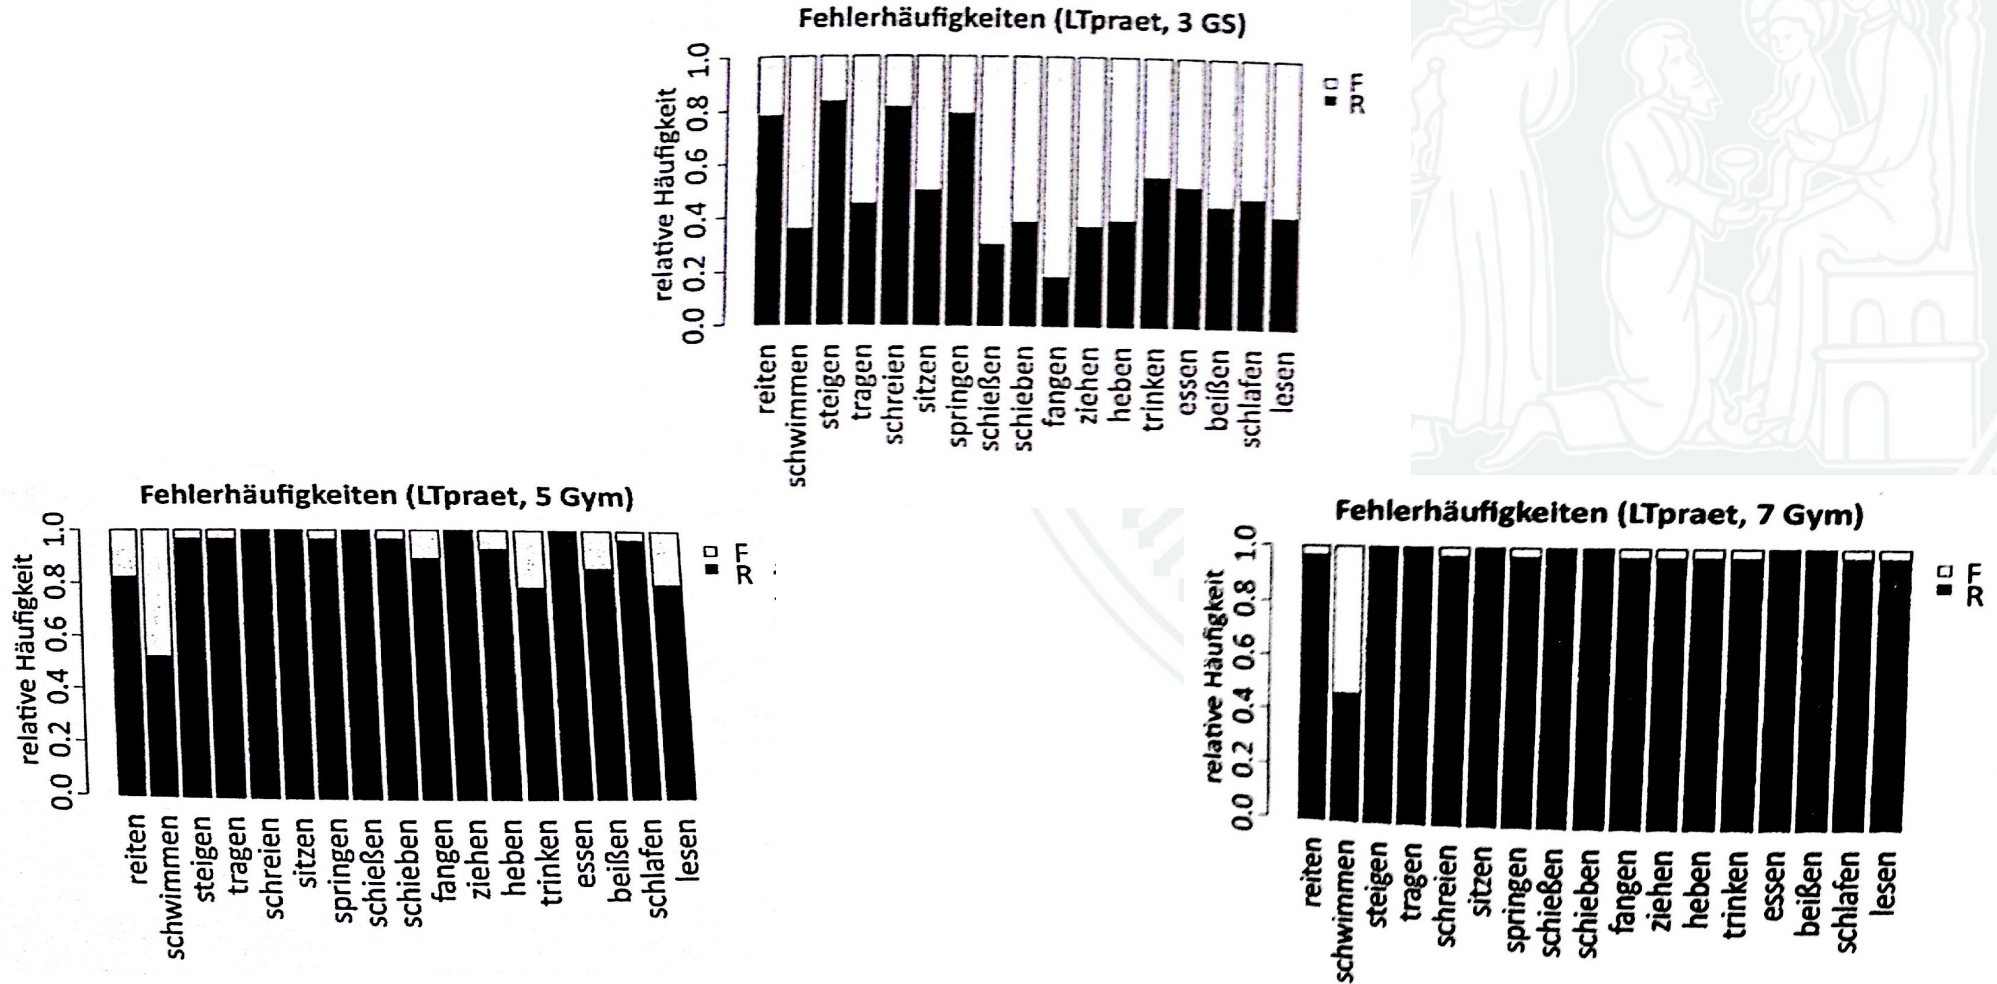 Fehlerhäufigkeiten (LTpraet, 3 GS)
relative Häufigkeit
0.0 0.2 0.4 0.6 0.8 1.0
F
R
reiten
schwimmen
steigen
tragen
schreien
sitzen
springen
schießen
schieben
fangen
ziehen
heben
trinken
essen
beißen
schlafen
lesen
Fehlerhäufigkeiten (LTpraet, 5 Gym)
relative Häufigkeit
0.0 0.2 0.4 0.6 0.8 1.0
F
R
reiten
schwimmen
steigen
tragen
schreien
sitzen
springen
schießen
schieben
fangen
ziehen
heben
trinken
essen
beißen
schlafen
lesen
Fehlerhäufigkeiten (LTpraet, 7 Gym)
relative Häufigkeit
0.0 0.2 0.4 0.6 0.8 1.0
F
R
reiten
schwimmen
steigen
tragen
schreien
sitzen
springen
schießen
schieben
fangen
ziehen
heben
trinken
essen
beißen
schlafen
lesen